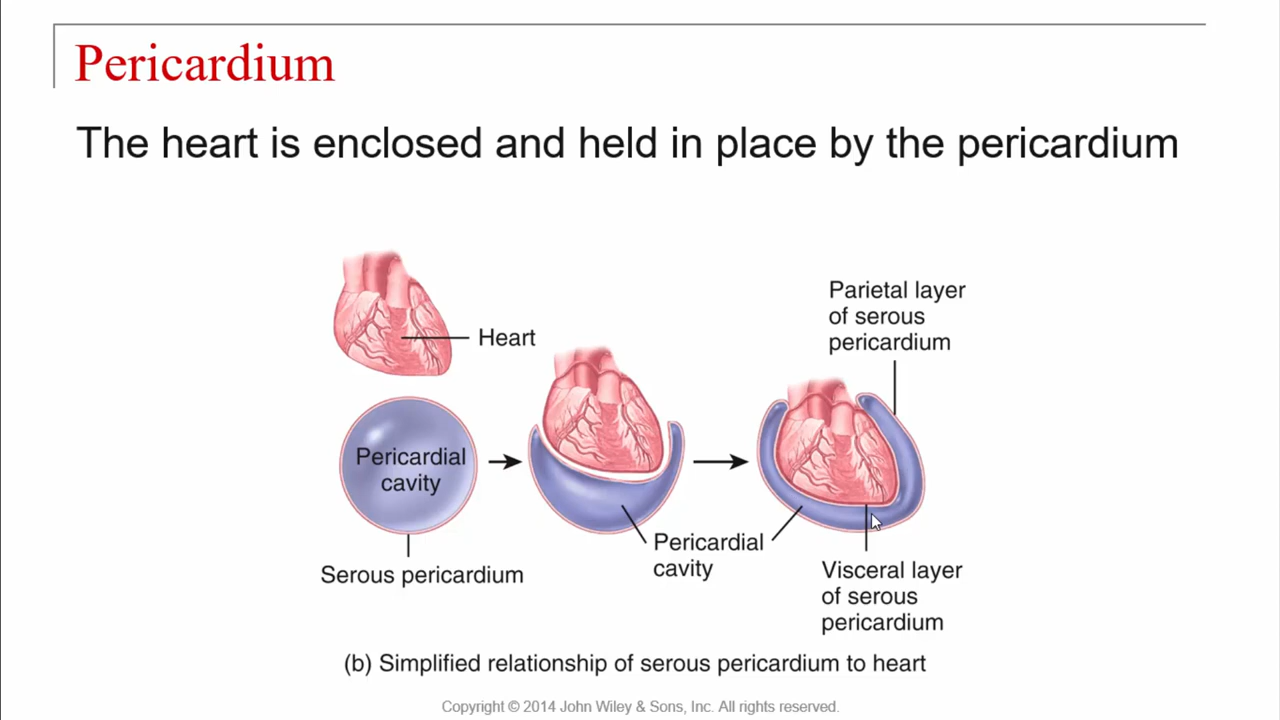 Pericardium
The heart is enclosed and held in place by the pericardium
Parietal layer
of serous
pericardium
Heart
Pericardial
cavity
Pericardial
cavity
Serous pericardium
Visceral layer
of serous
pericardium
(b) Simplified relationship of serous pericardium to heart
Copyright © 2014 John Wiley & Sons, Inc. All rights reserved.